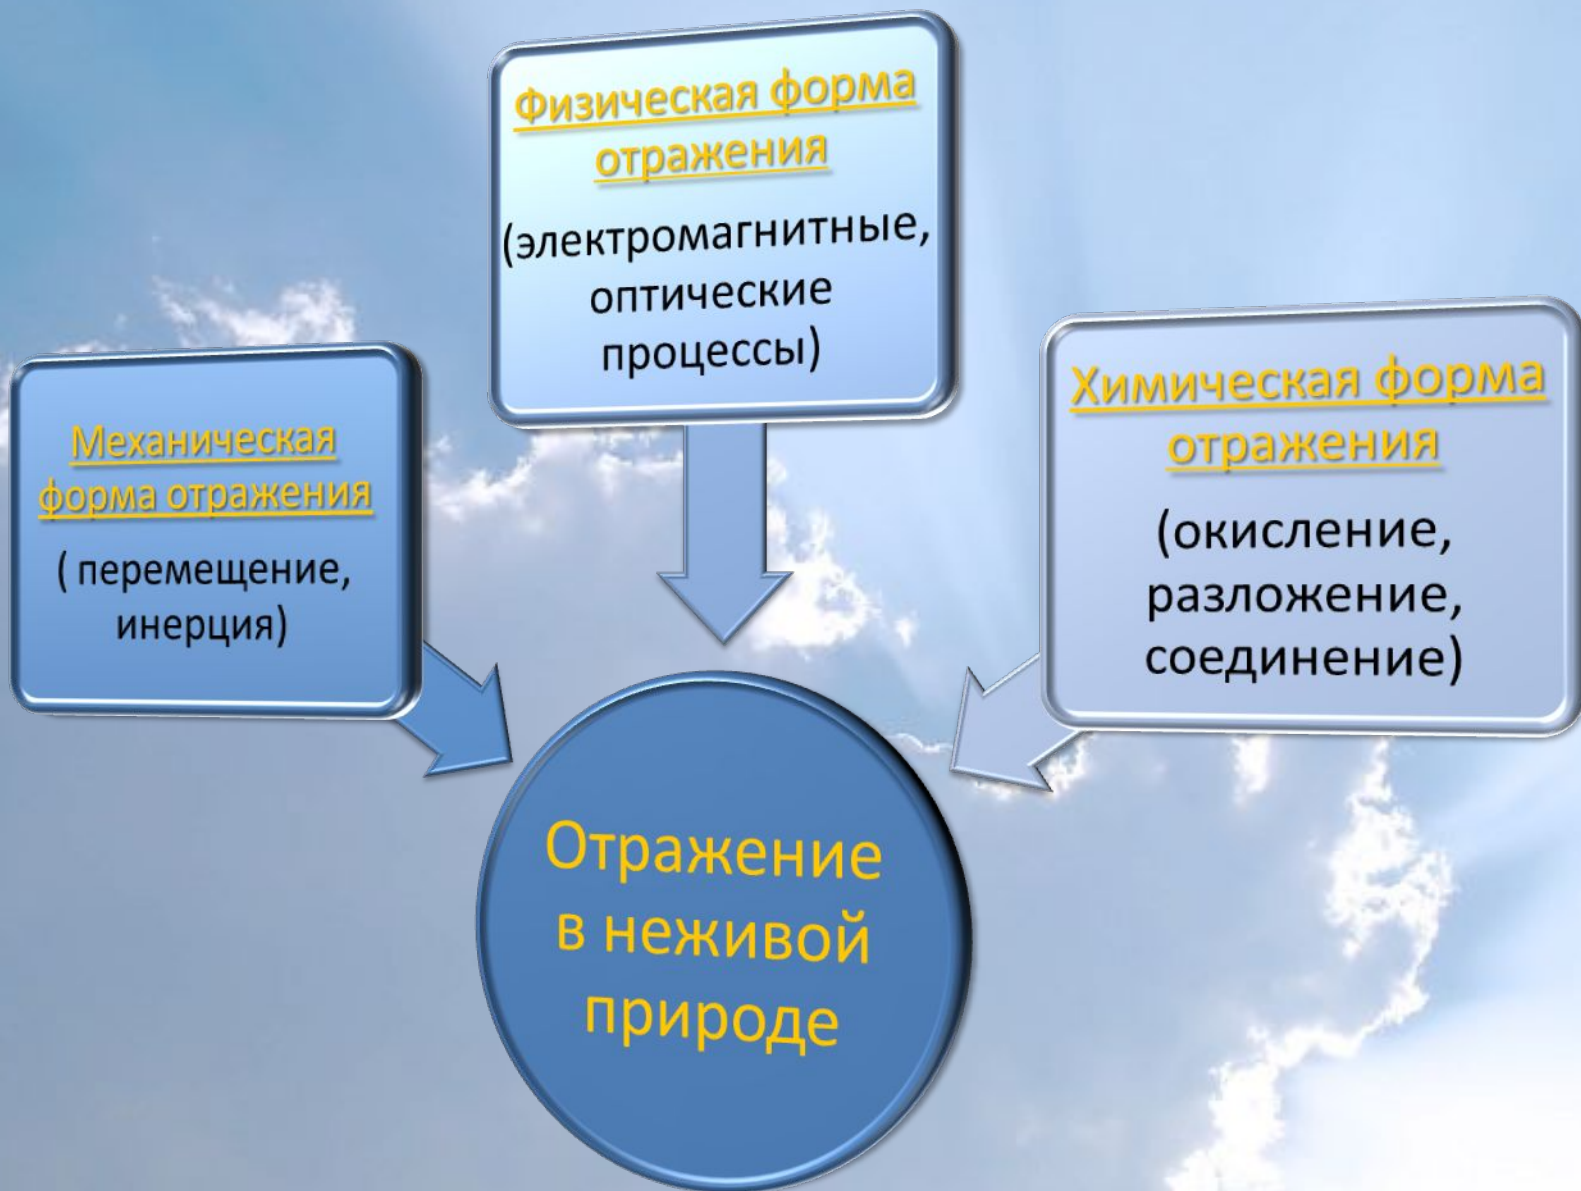 Физическая форма
отражения
(электромагнитные,
оптические
процессы)
Механическая
форма отражения
( перемещение,
инерция)
Химическая форма
отражения
(окисление,
разложение,
соединение)
Отражение
в неживой
природе